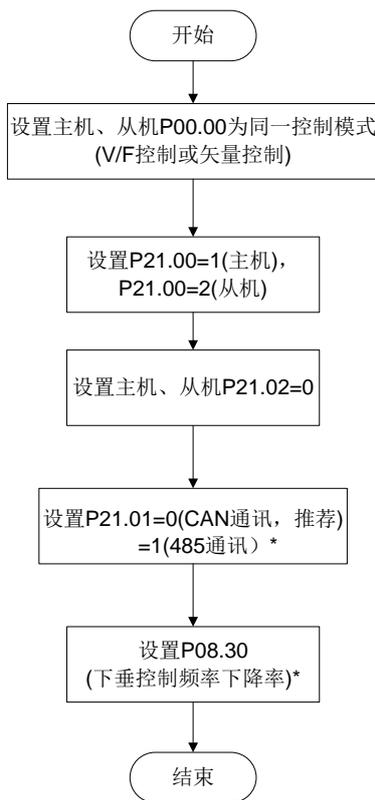 开始
设置主机、从机P00.00为同一控制模式
(V/F控制或矢量控制)
设置P21.00=1(主机),
P21.00=2(从机)
设置主机、从机P21.02=0
设置P21.01=0(CAN通讯，推荐)
=1(485通讯）*
设置P08.30
(下垂控制频率下降率)*
结束